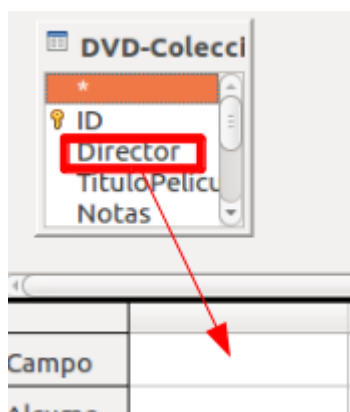 DVD-Colecci
*
ID
Director
TituloPelicu
Notas
Campo